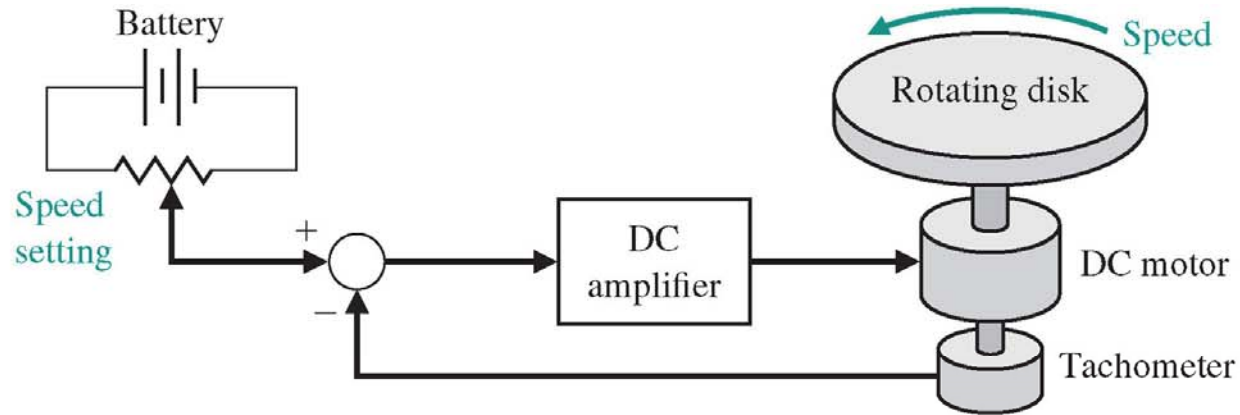 Battery
Speed
Rotating disk
Speed
setting
+
−
DC
amplifier
DC motor
Tachometer